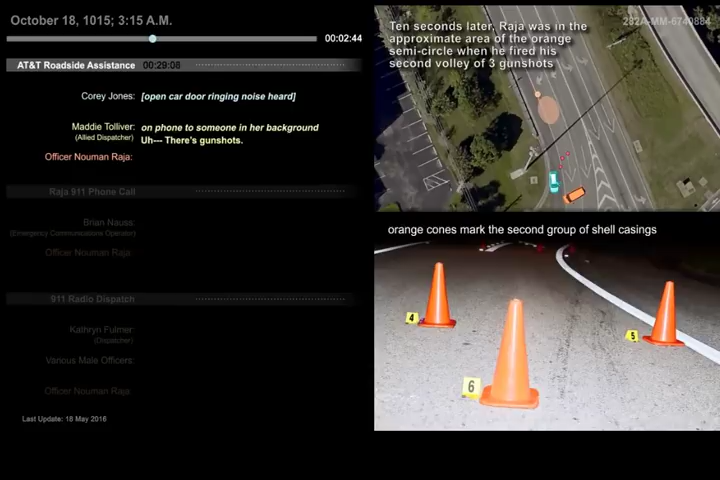 October 18, 1015; 3:15 A.M.
00:02:44
AT&T Roadside Assistance 00:29:08
Corey Jones: [open car door ringing noise heard]
Maddie Tolliver: on phone to someone in her background
(Allied Dispatcher) Uh--- There's gunshots.
Officer Nouman Raja:
Raja 911 Phone Call
Brian Nauss:
(Emergency Communications Operator)
Officer Nouman Raja:
911 Radio Dispatch
Kathryn Fulmer:
(Dispatcher)
Various Male Officers:
Officer Nouman Raja
Last Update: 18 May 2016
Ten seconds later, Raja was in the
approximate area of the orange
semi-circle when he fired his
second volley of 3 gunshots
282A-MM-6740884
orange cones mark the second group of shell casings
4
5
6